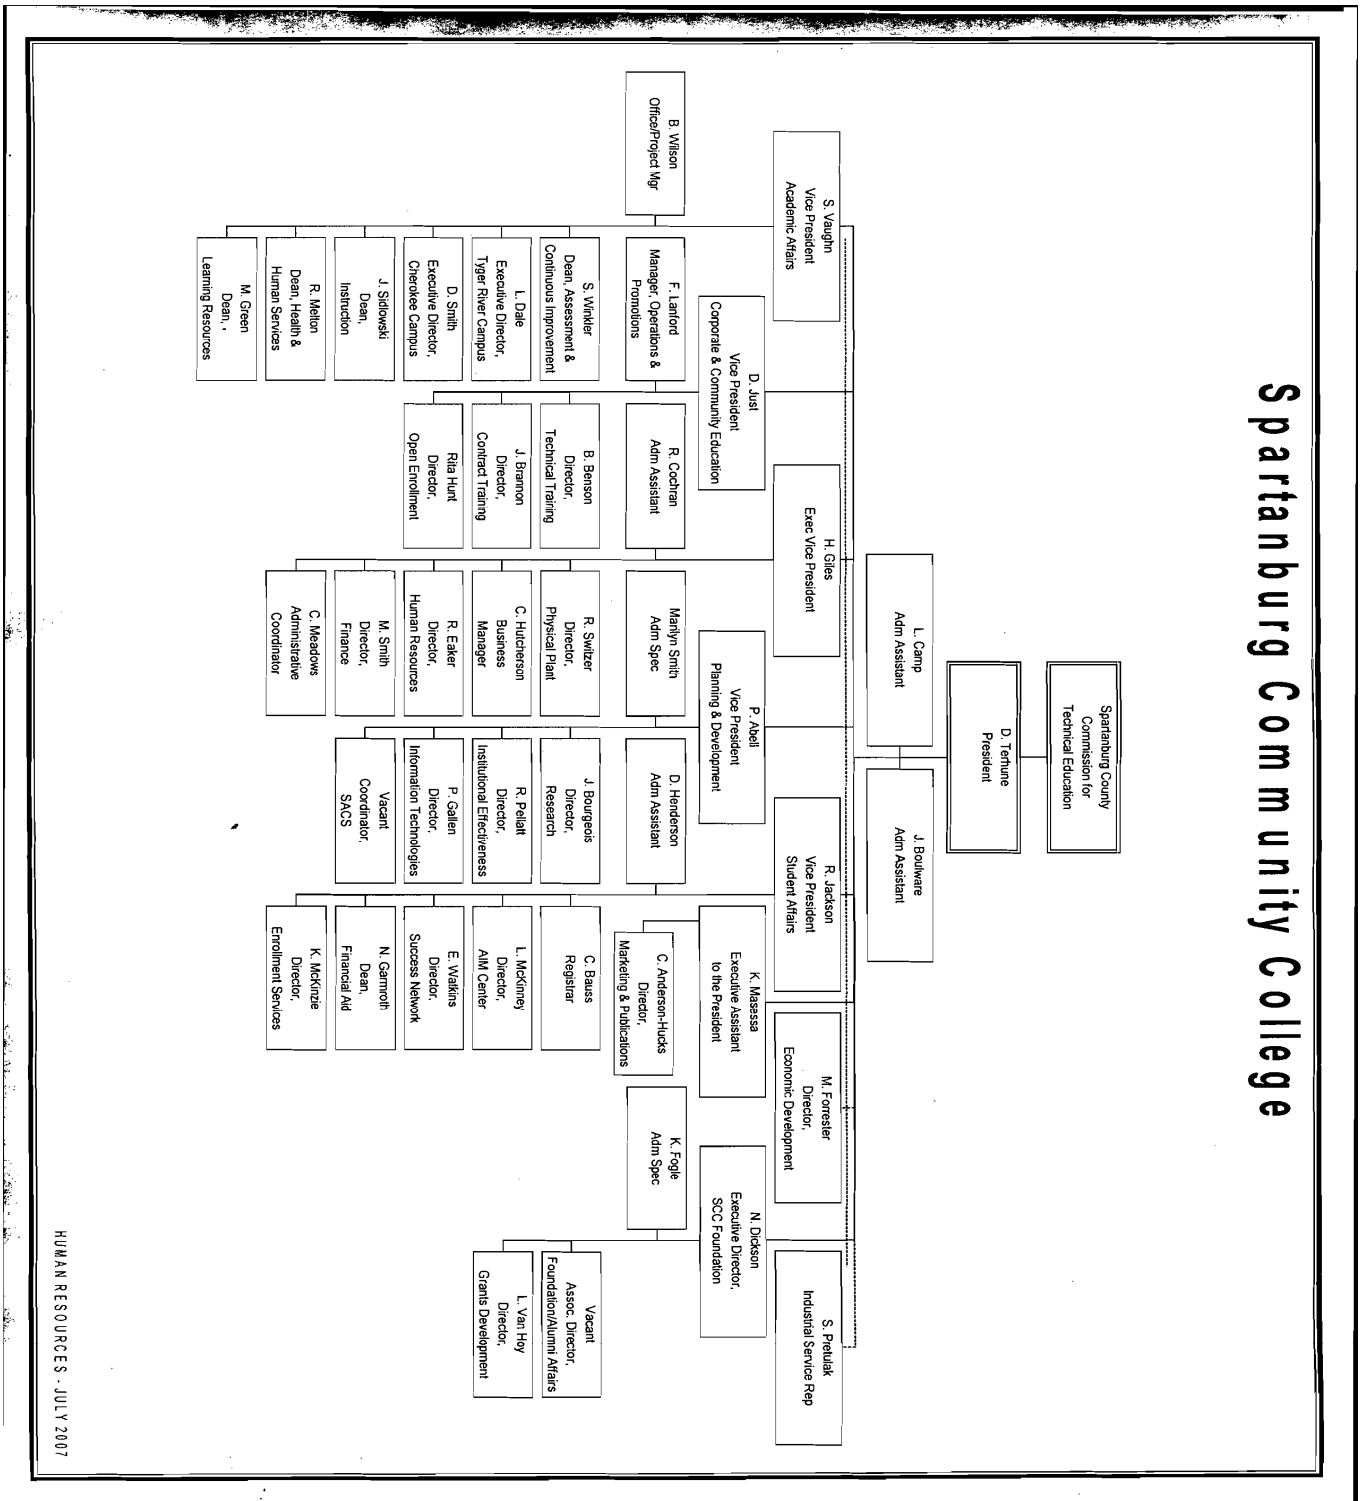 Spartanburg Community College
Spartanburg County
Commission for
Technical Education
D. Terhune
President
L. Camp
Adm Assistant
J. Boulware
Adm Assistant
S. Vaughn
Vice President
Academic Affairs
H. Giles
Exec Vice President
R. Jackson
Vice President
Student Affairs
M. Forrester
Director,
Economic Development
S. Pretulak
Industrial Service Rep
D. Just
Vice President
Corporate & Community Education
P. Abell
Vice President
Planning & Development
K. Masessa
Executive Assistant
to the President
N. Dickson
Executive Director,
SCC Foundation
B. Wilson
Office/Project Mgr
F. Lanford
Manager, Operations &
Promotions
R. Cochran
Adm Assistant
Marilyn Smith
Adm Spec
D. Henderson
Adm Assistant
C. Anderson-Hucks
Director,
Marketing & Publications
K. Fogle
Adm Spec
S. Winkler
Dean, Assessment &
Continuous Improvement
B. Benson
Director,
Technical Training
R. Switzer
Director,
Physical Plant
J. Bourgeois
Director,
Research
C. Bauss
Registrar
Vacant
Assoc. Director,
Foundation/Alumni Affairs
L. Dale
Executive Director,
Tyger River Campus
J. Brannon
Director,
Contract Training
C. Hutcherson
Business
Manager
R. Pellatt
Director,
Institutional Effectiveness
L. McKinney
Director,
AIM Center
L. Van Hoy
Director,
Grants Development
D. Smith
Executive Director,
Cherokee Campus
Rita Hunt
Director,
Open Enrollment
R. Eaker
Director,
Human Resources
P. Gallen
Director,
Information Technologies
E. Watkins
Director,
Success Network
J. Sidlowski
Dean,
Instruction
M. Smith
Director,
Finance
Vacant
Coordinator,
SACS
N. Garmroth
Dean,
Financial Aid
R. Melton
Dean, Health &
Human Services
C. Meadows
Administrative
Coordinator
K. McKinzie
Director,
Enrollment Services
M. Green
Dean,
Learning Resources
HUMAN RESOURCES - JULY 2007